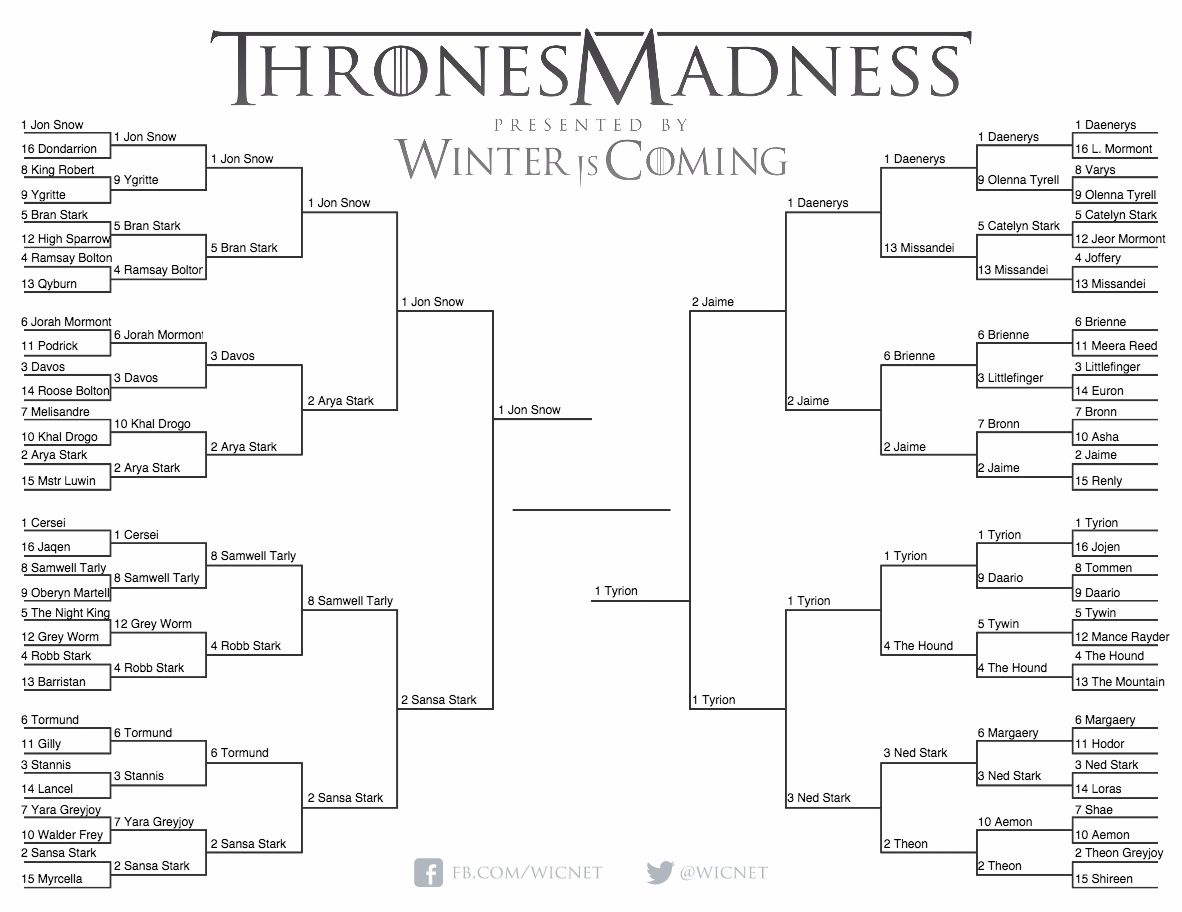 THRONESMADNESS
PRESENTED BY
WINTER IS COMING
1 Jon Snow
16 Dondarrion
8 King Robert
9 Ygritte
5 Bran Stark
12 High Sparrow
4 Ramsay Bolton
13 Qyburn
6 Jorah Mormont
11 Podrick
3 Davos
14 Roose Bolton
7 Melisandre
10 Khal Drogo
2 Arya Stark
15 Mstr Luwin
1 Cersei
16 Jaqen
8 Samwell Tarly
9 Oberyn Martell
5 The Night King
12 Grey Worm
4 Robb Stark
13 Barristan
6 Tormund
11 Gilly
3 Stannis
14 Lancel
7 Yara Greyjoy
10 Walder Frey
2 Sansa Stark
15 Myrcella
1 Jon Snow
9 Ygritte
5 Bran Stark
4 Ramsay Bolton
6 Jorah Mormont
3 Davos
10 Khal Drogo
2 Arya Stark
1 Cersei
8 Samwell Tarly
12 Grey Worm
4 Robb Stark
6 Tormund
3 Stannis
7 Yara Greyjoy
2 Sansa Stark
1 Jon Snow
5 Bran Stark
3 Davos
2 Arya Stark
8 Samwell Tarly
4 Robb Stark
6 Tormund
2 Sansa Stark
1 Jon Snow
2 Arya Stark
8 Samwell Tarly
2 Sansa Stark
1 Jon Snow
2 Sansa Stark
1 Jon Snow
1 Tyrion
2 Jaime
1 Tyrion
1 Daenerys
2 Jaime
1 Tyrion
3 Ned Stark
1 Daenerys
13 Missandei
6 Brienne
2 Jaime
1 Tyrion
4 The Hound
3 Ned Stark
2 Theon
1 Daenerys
9 Olenna Tyrell
5 Catelyn Stark
13 Missandei
6 Brienne
3 Littlefinger
7 Bronn
2 Jaime
1 Tyrion
9 Daario
5 Tywin
4 The Hound
6 Margaery
3 Ned Stark
10 Aemon
2 Theon
1 Daenerys
16 L. Mormont
8 Varys
9 Olenna Tyrell
5 Catelyn Stark
12 Jeor Mormont
4 Joffery
13 Missandei
6 Brienne
11 Meera Reed
3 Littlefinger
14 Euron
7 Bronn
10 Asha
2 Jaime
15 Renly
1 Tyrion
16 Jojen
8 Tommen
9 Daario
5 Tywin
12 Mance Rayder
4 The Hound
13 The Mountain
6 Margaery
11 Hodor
3 Ned Stark
14 Loras
7 Shae
10 Aemon
2 Theon Greyjoy
15 Shireen
FB.COM/WICNET
@WICNET